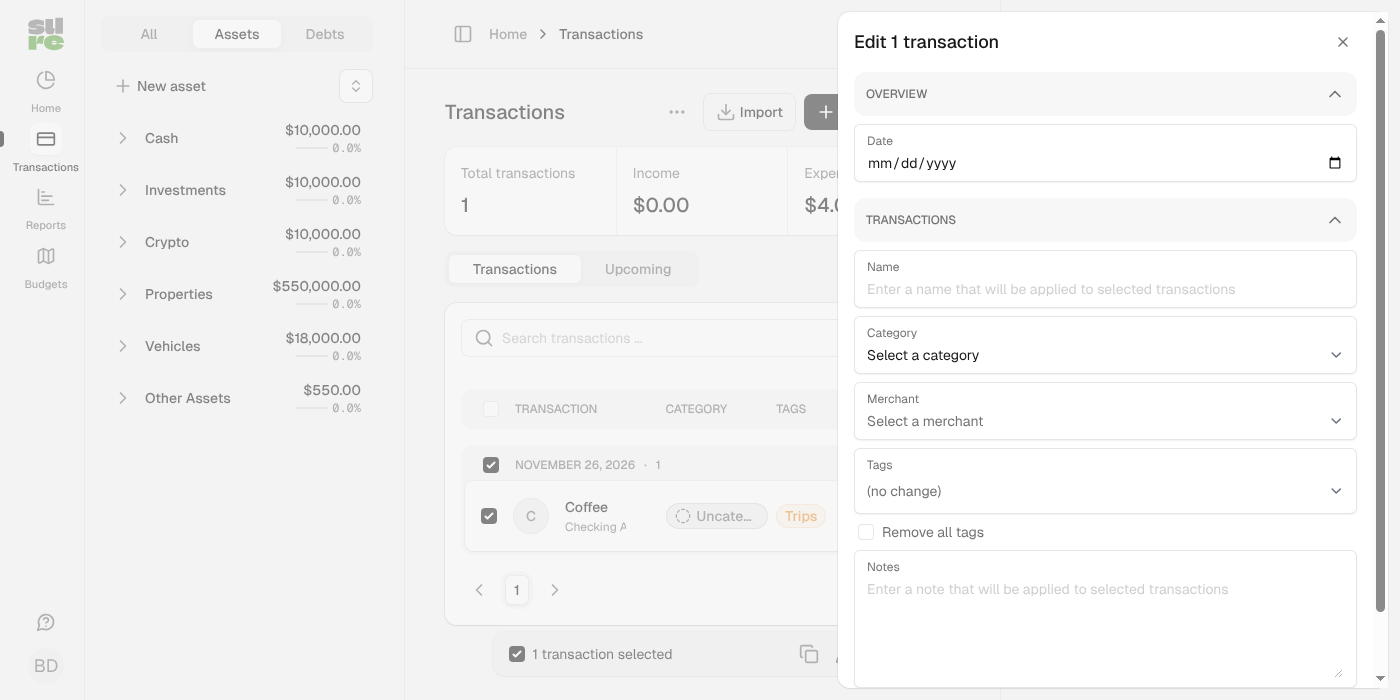 sure
Home
Transactions
Reports
Budgets
BD
All
Assets
Debts
New asset
Cash
$10,000.00
0.0%
Investments
$10,000.00
0.0%
Crypto
$10,000.00
0.0%
Properties
$550,000.00
0.0%
Vehicles
$18,000.00
0.0%
Other Assets
$550.00
0.0%
Home
Transactions
Transactions
Import
Total transactions
1
Income
$0.00
Transactions
Upcoming
Search transactions ...
TRANSACTION
CATEGORY
TAGS
NOVEMBER 26, 2026 · 1
C
Coffee
Checking
Uncate...
Trips
1
1 transaction selected
Edit 1 transaction
OVERVIEW
Date
mm/dd/yyyy
TRANSACTIONS
Name
Enter a name that will be applied to selected transactions
Category
Select a category
Merchant
Select a merchant
Tags
(no change)
Remove all tags
Notes
Enter a note that will be applied to selected transactions